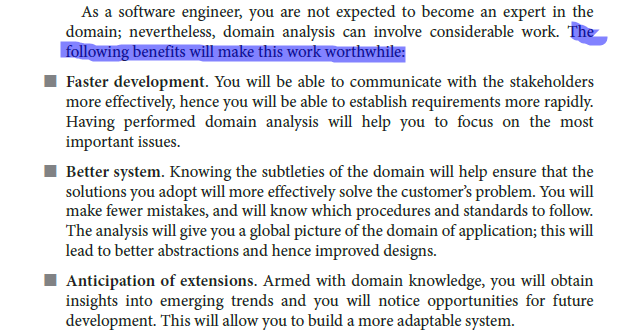 As a software engineer, you are not expected to become an expert in the
domain; nevertheless, domain analysis can involve considerable work. The
following benefits will make this work worthwhile:
Faster development. You will be able to communicate with the stakeholders
more effectively, hence you will be able to establish requirements more rapidly.
Having performed domain analysis will help you to focus on the most
important issues.
Better system. Knowing the subtleties of the domain will help ensure that the
solutions you adopt will more effectively solve the customer’s problem. You will
make fewer mistakes, and will know which procedures and standards to follow.
The analysis will give you a global picture of the domain of application; this will
lead to better abstractions and hence improved designs.
Anticipation of extensions. Armed with domain knowledge, you will obtain
insights into emerging trends and you will notice opportunities for future
development. This will allow you to build a more adaptable system.